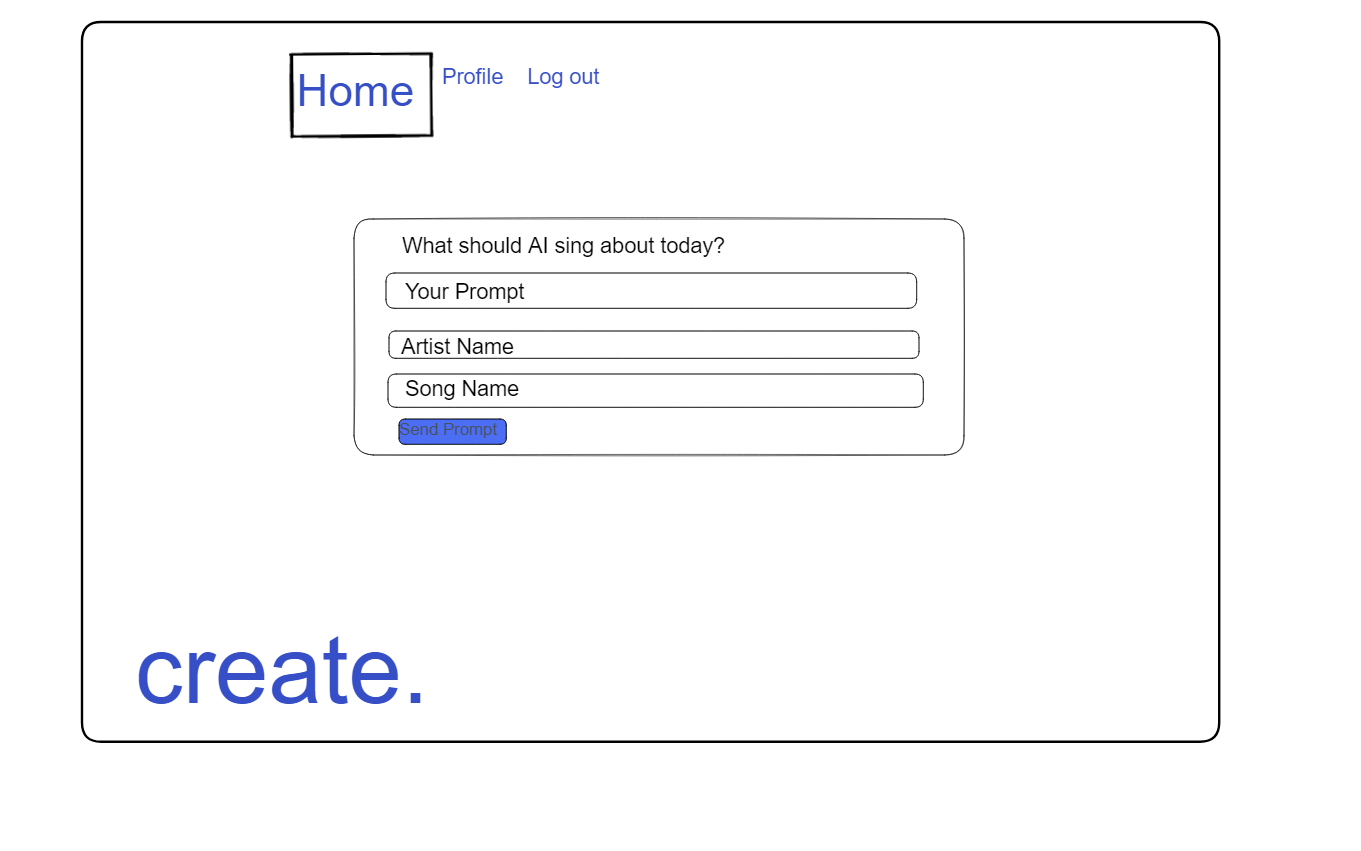 Home Profile Log out
What should AI sing about today?
Your Prompt
Artist Name
Song Name
Send Prompt
create.